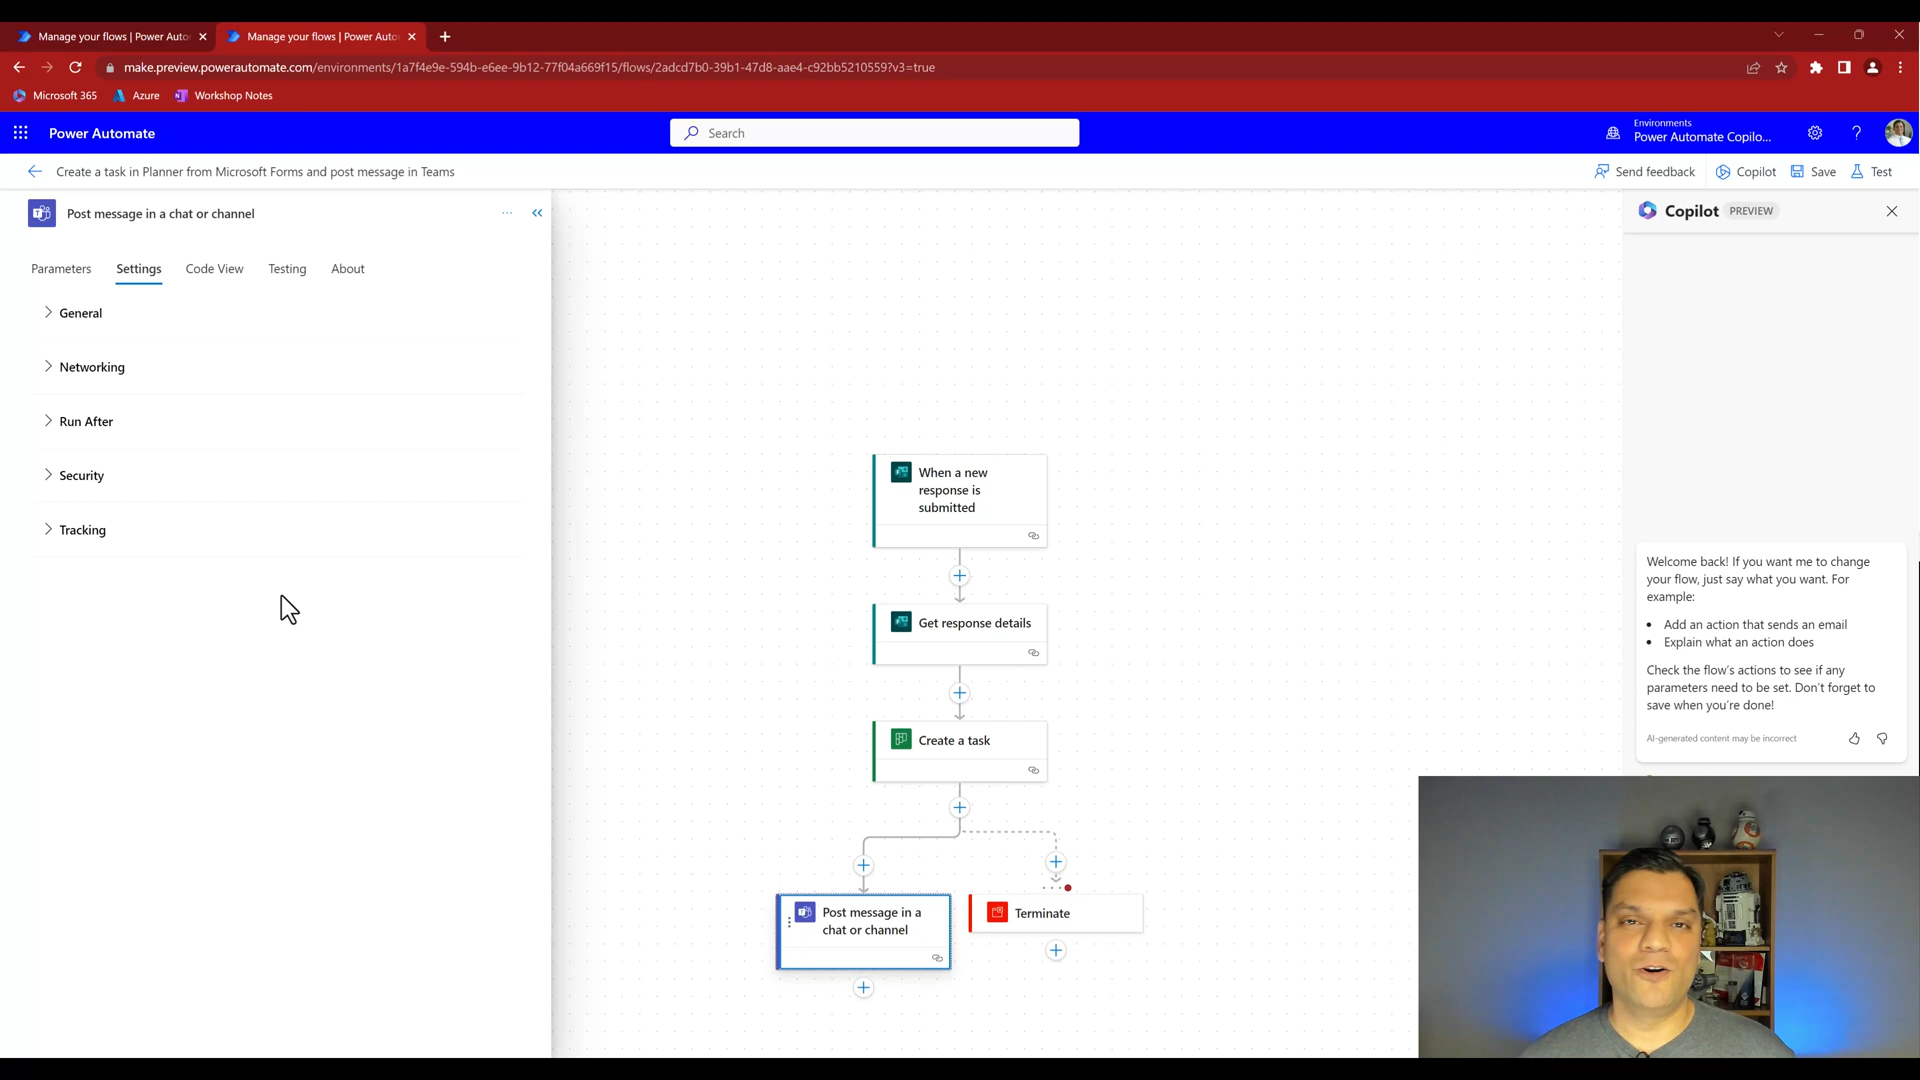 Manage your flows | Power Auto
Manage your flows | Power Auto
make.preview.powerautomate.com/environments/1a7f4e9e-594b-e6ee-9b12-77f04a669f15/flows/2adcd7b0-39b1-47d8-aae4-c92bb5210559?v3=true
Microsoft 365
Azure
Workshop Notes
Power Automate
Search
Environments
Power Automate Copilo...
Create a task in Planner from Microsoft Forms and post message in Teams
Send feedback
Copilot
Save
Test
Post message in a chat or channel
Parameters
Settings
Code View
Testing
About
General
Networking
Run After
Security
Tracking
When a new
response is
submitted
Get response details
Create a task
Post message in a
chat or channel
Terminate
Copilot
PREVIEW
Welcome back! If you want me to change
your flow, just say what you want. For
example:
• Add an action that sends an email
• Explain what an action does
Check the flow's actions to see if any
parameters need to be set. Don't forget to
save when you're done!
AI-generated content may be incorrect